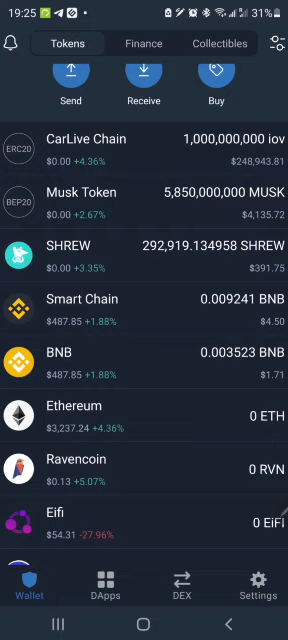 19:25 31%
Tokens Finance Collectibles
Send Receive Buy
ERC20 CarLive Chain 1,000,000,000 iov
$0.00 +4.36% $248,943.81
BEP20 Musk Token 5,850,000,000 MUSK
$0.00 +2.67% $4,135.72
SHREW 292,919.134958 SHREW
$0.00 +3.35% $391.75
Smart Chain 0.009241 BNB
$487.85 +1.88% $4.50
BNB 0.003523 BNB
$487.85 +1.88% $1.71
Ethereum 0 ETH
$3,237.24 +4.36%
Ravencoin 0 RVN
$0.13 +5.07%
Eifi 0 EiFI
$54.31 -27.96%
Wallet DApps DEX Settings